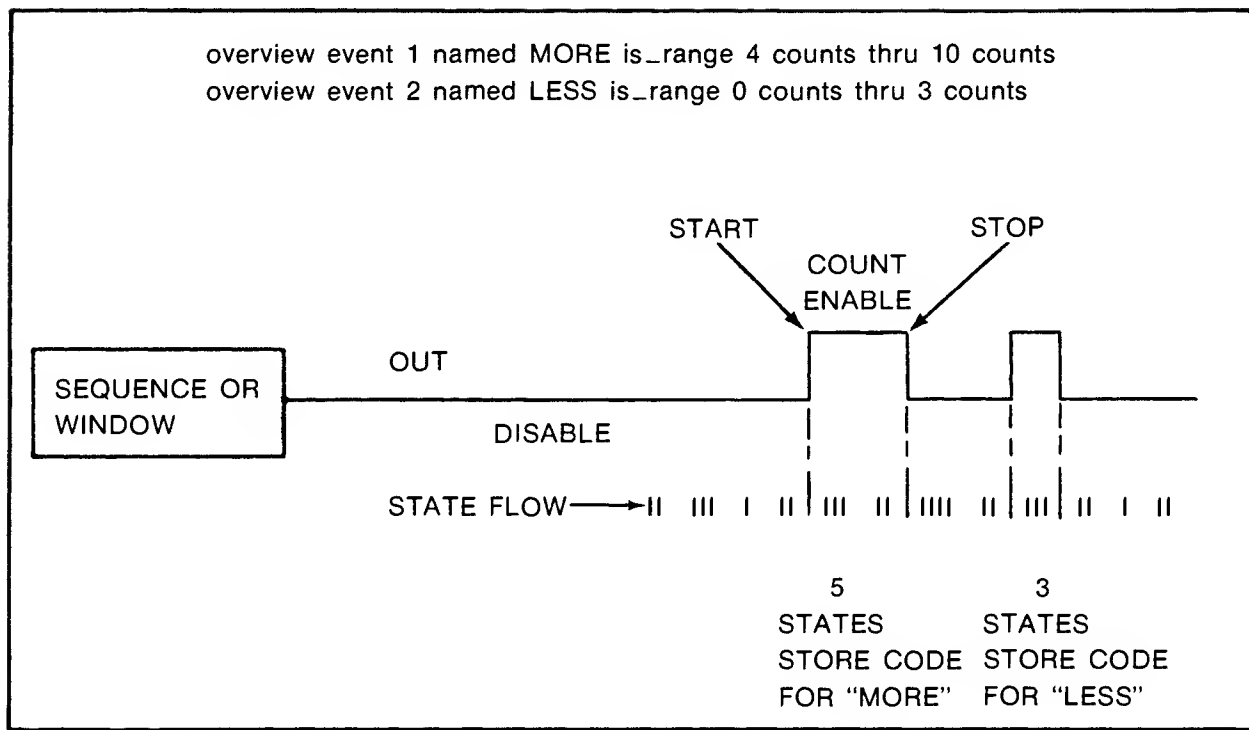 overview event 1 named MORE is_range 4 counts thru 10 counts
overview event 2 named LESS is_range 0 counts thru 3 counts
START
STOP
COUNT
ENABLE
OUT
SEQUENCE OR
WINDOW
DISABLE
STATE FLOW
5
STATES
STORE CODE
FOR “MORE”
3
STATES
STORE CODE
FOR “LESS”